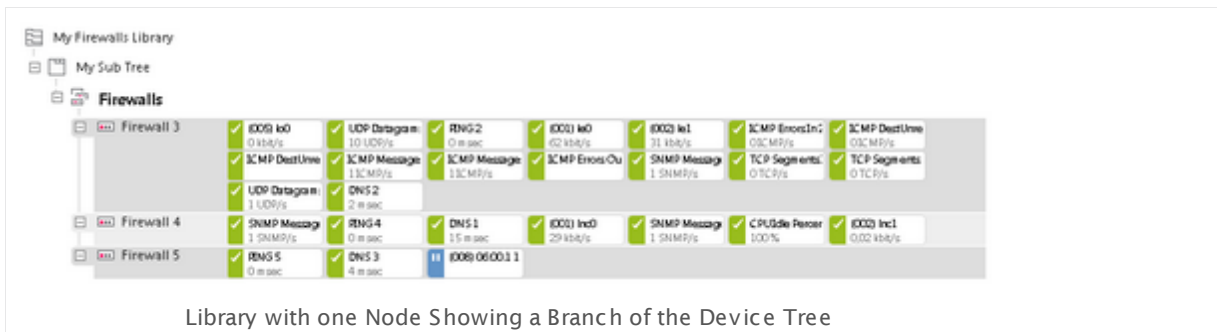 My Firewalls Library
My Sub Tree
Firewalls
Firewall 3
(005) lo0
0 kbit/s
UDP Datagram
10 UDP/s
PING 2
0 msec
(001) le0
62 kbit/s
(002) le1
31 kbit/s
ICMP ErrorsIn
0 ICMP/s
ICMP DestUnre
0 ICMP/s
ICMP DestUnre
ICMP Message
1 ICMP/s
ICMP Message
1 ICMP/s
ICMP Errors Ou
SNMP Messag
1 SNMP/s
TCP Segments
0 TCP/s
TCP Segments
0 TCP/s
UDP Datagram
1 UDP/s
DNS 2
2 msec
Firewall 4
SNMP Messag
1 SNMP/s
PING 4
0 msec
DNS 1
15 msec
(001) lnc0
29 kbit/s
SNMP Messag
1 SNMP/s
CPUIdle Percen
100 %
(002) lnc1
0,02 kbit/s
Firewall 5
PING 5
0 msec
DNS 3
4 msec
Library with one Node Showing a Branch of the Device Tree